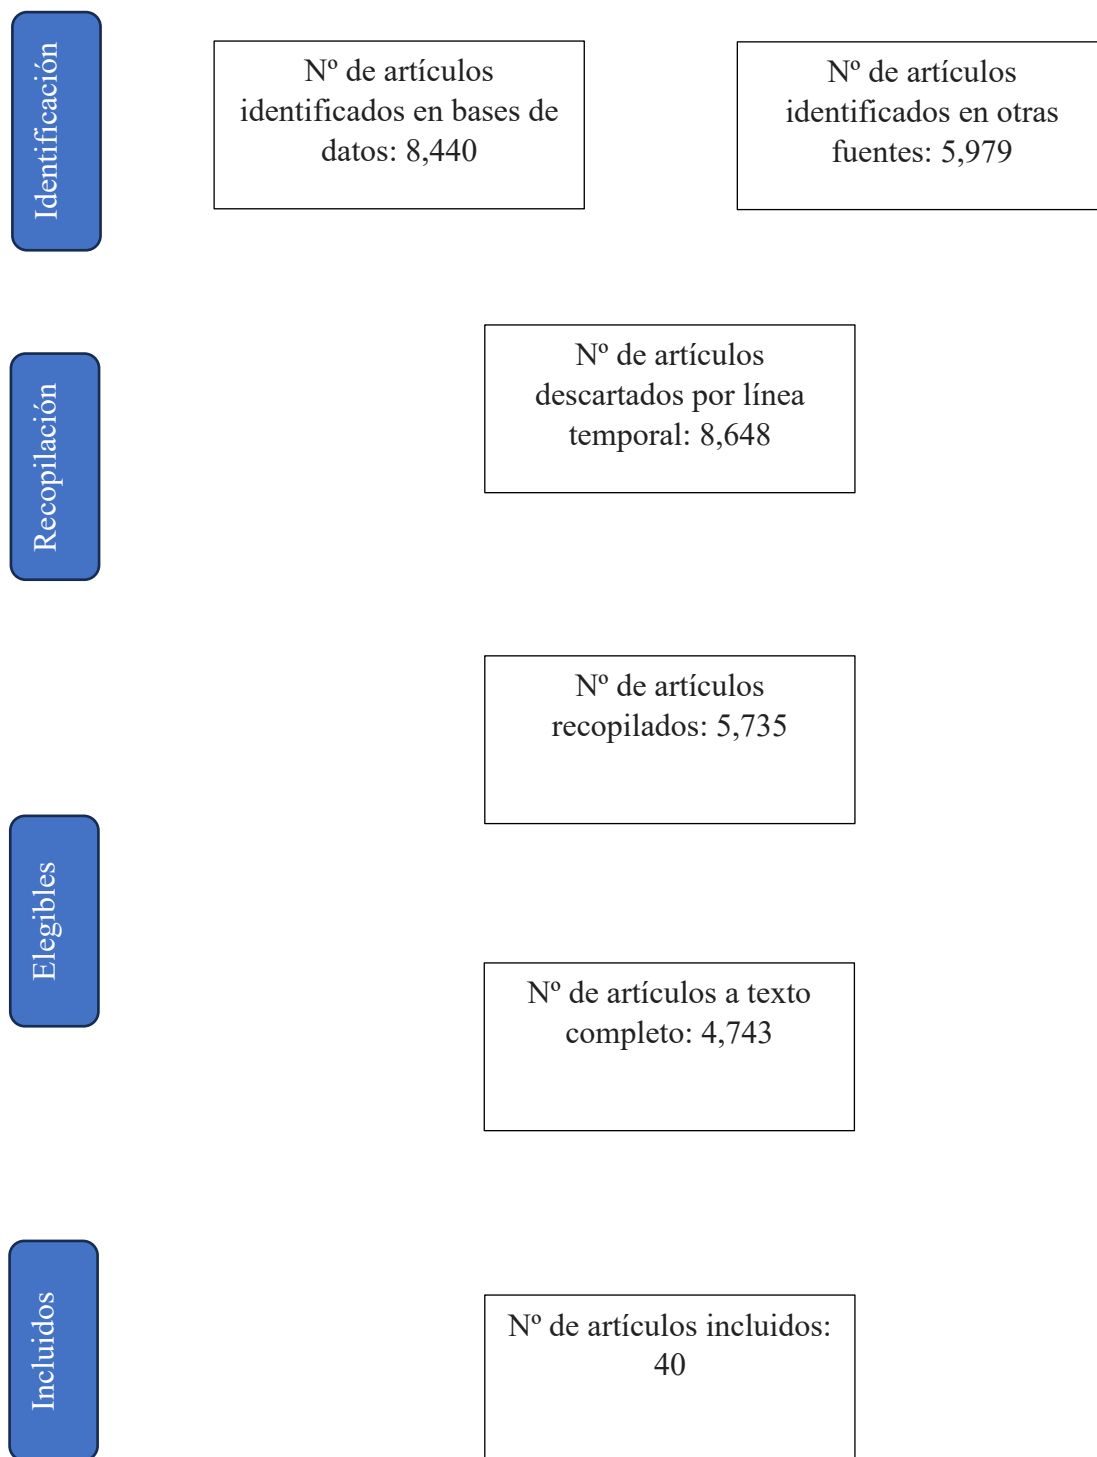 Identificación
Nº de artículos
identificados en bases de
datos: 8,440
Nº de artículos
identificados en otras
fuentes: 5,979
Recopilación
Nº de artículos
descartados por línea
temporal: 8,648
Nº de artículos
recopilados: 5,735
Elegibles
Nº de artículos a texto
completo: 4,743
Incluidos
Nº de artículos incluidos:
40